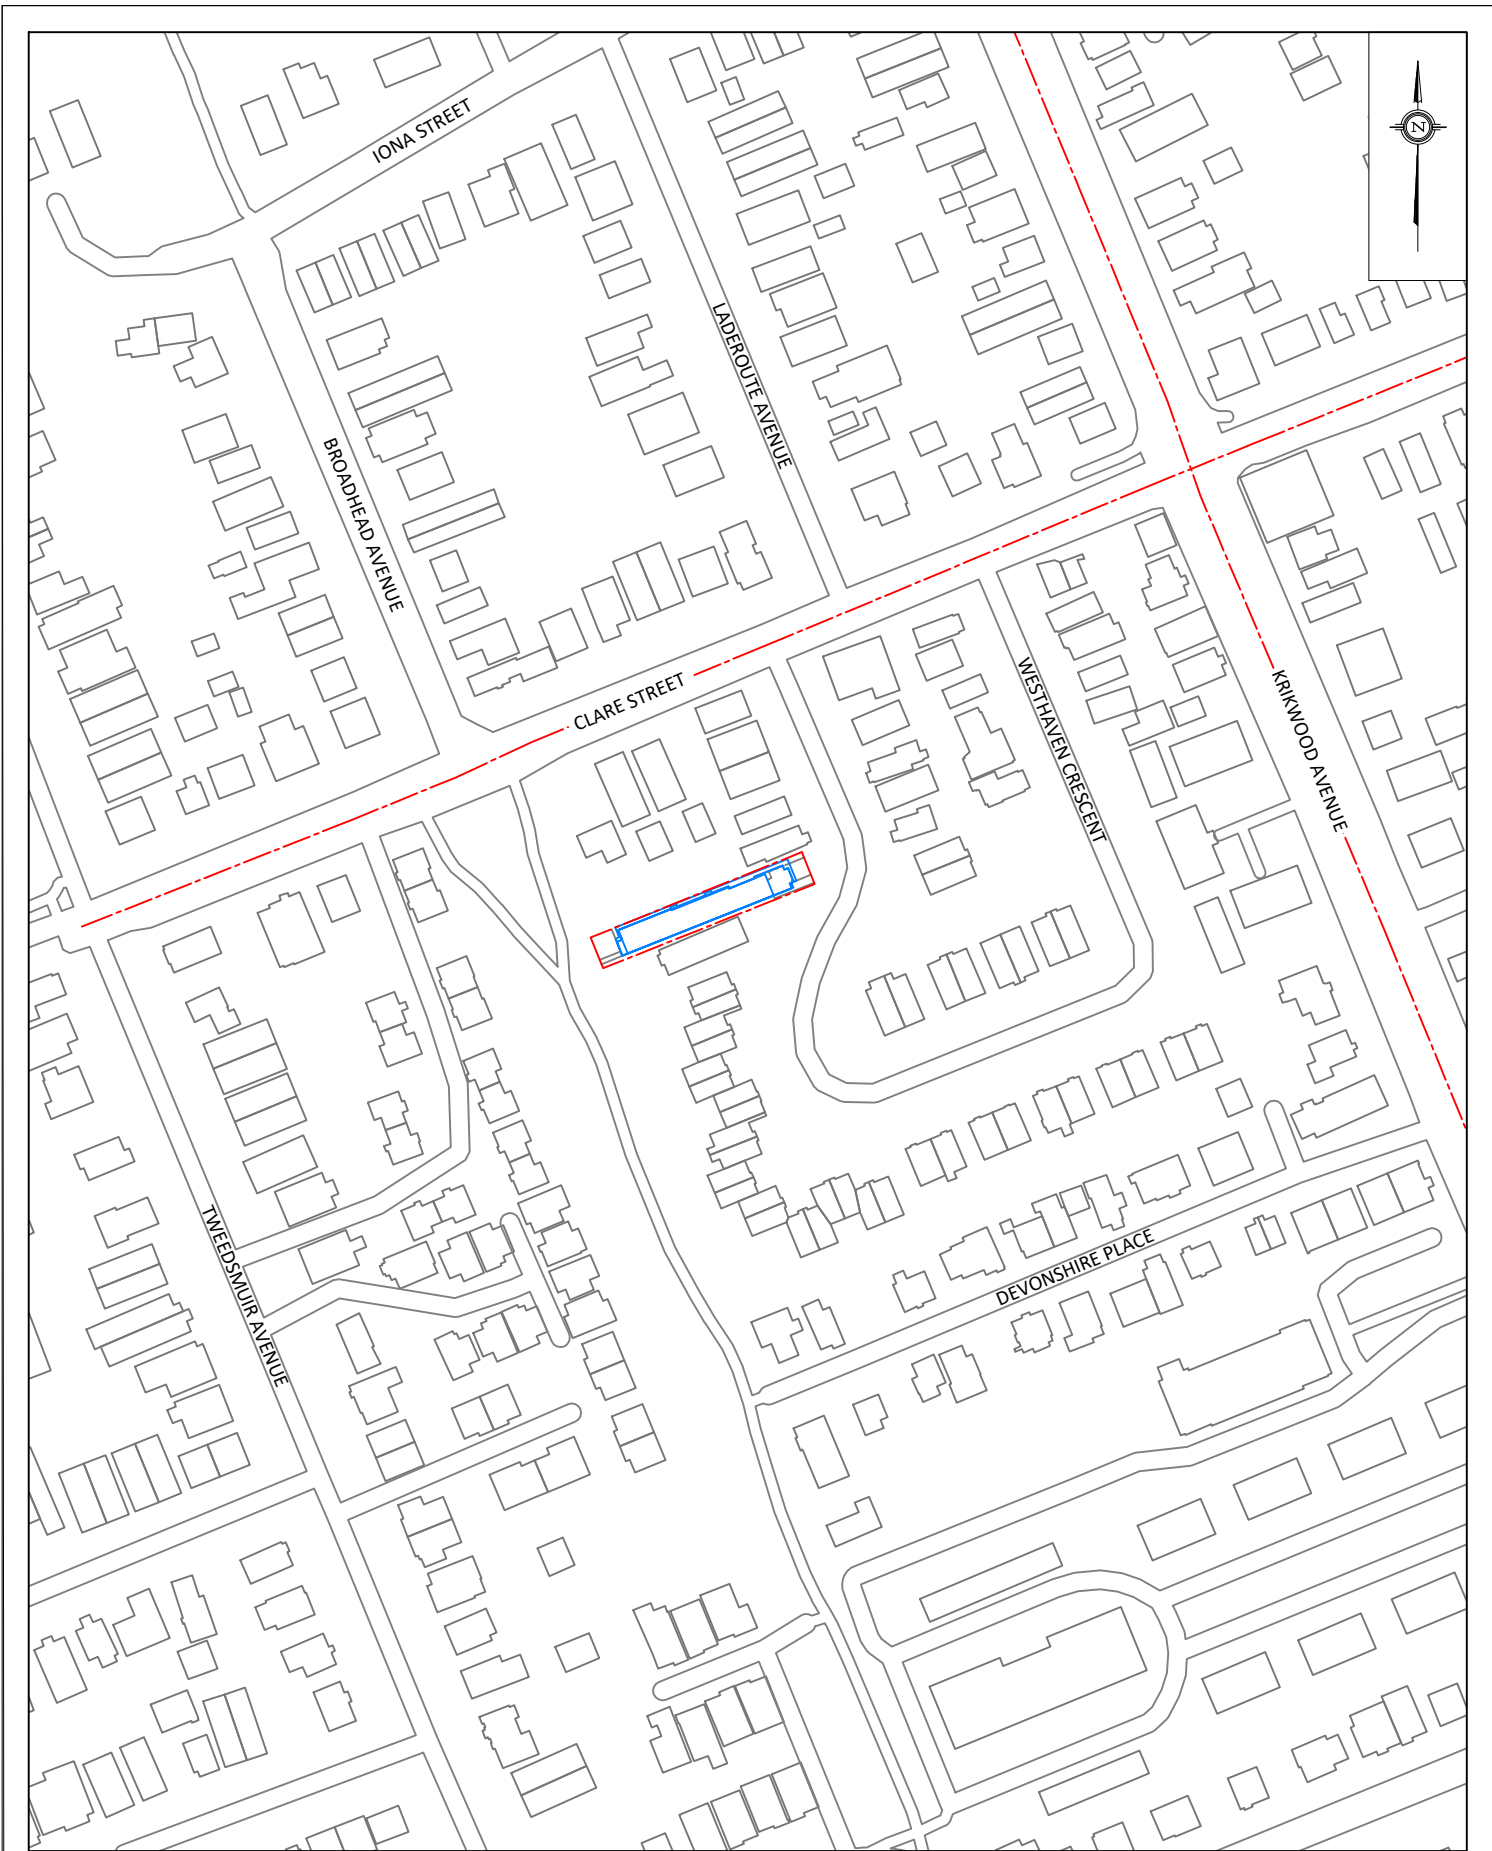 IONA STREET
N
LADEROUTE AVENUE
BROADHEAD AVENUE
CLARE STREET
WESTHAVEN CRESCENT
KRIKWOOD AVENUE
TWEEDSMUIR AVENUE
DEVONSHIRE PLACE